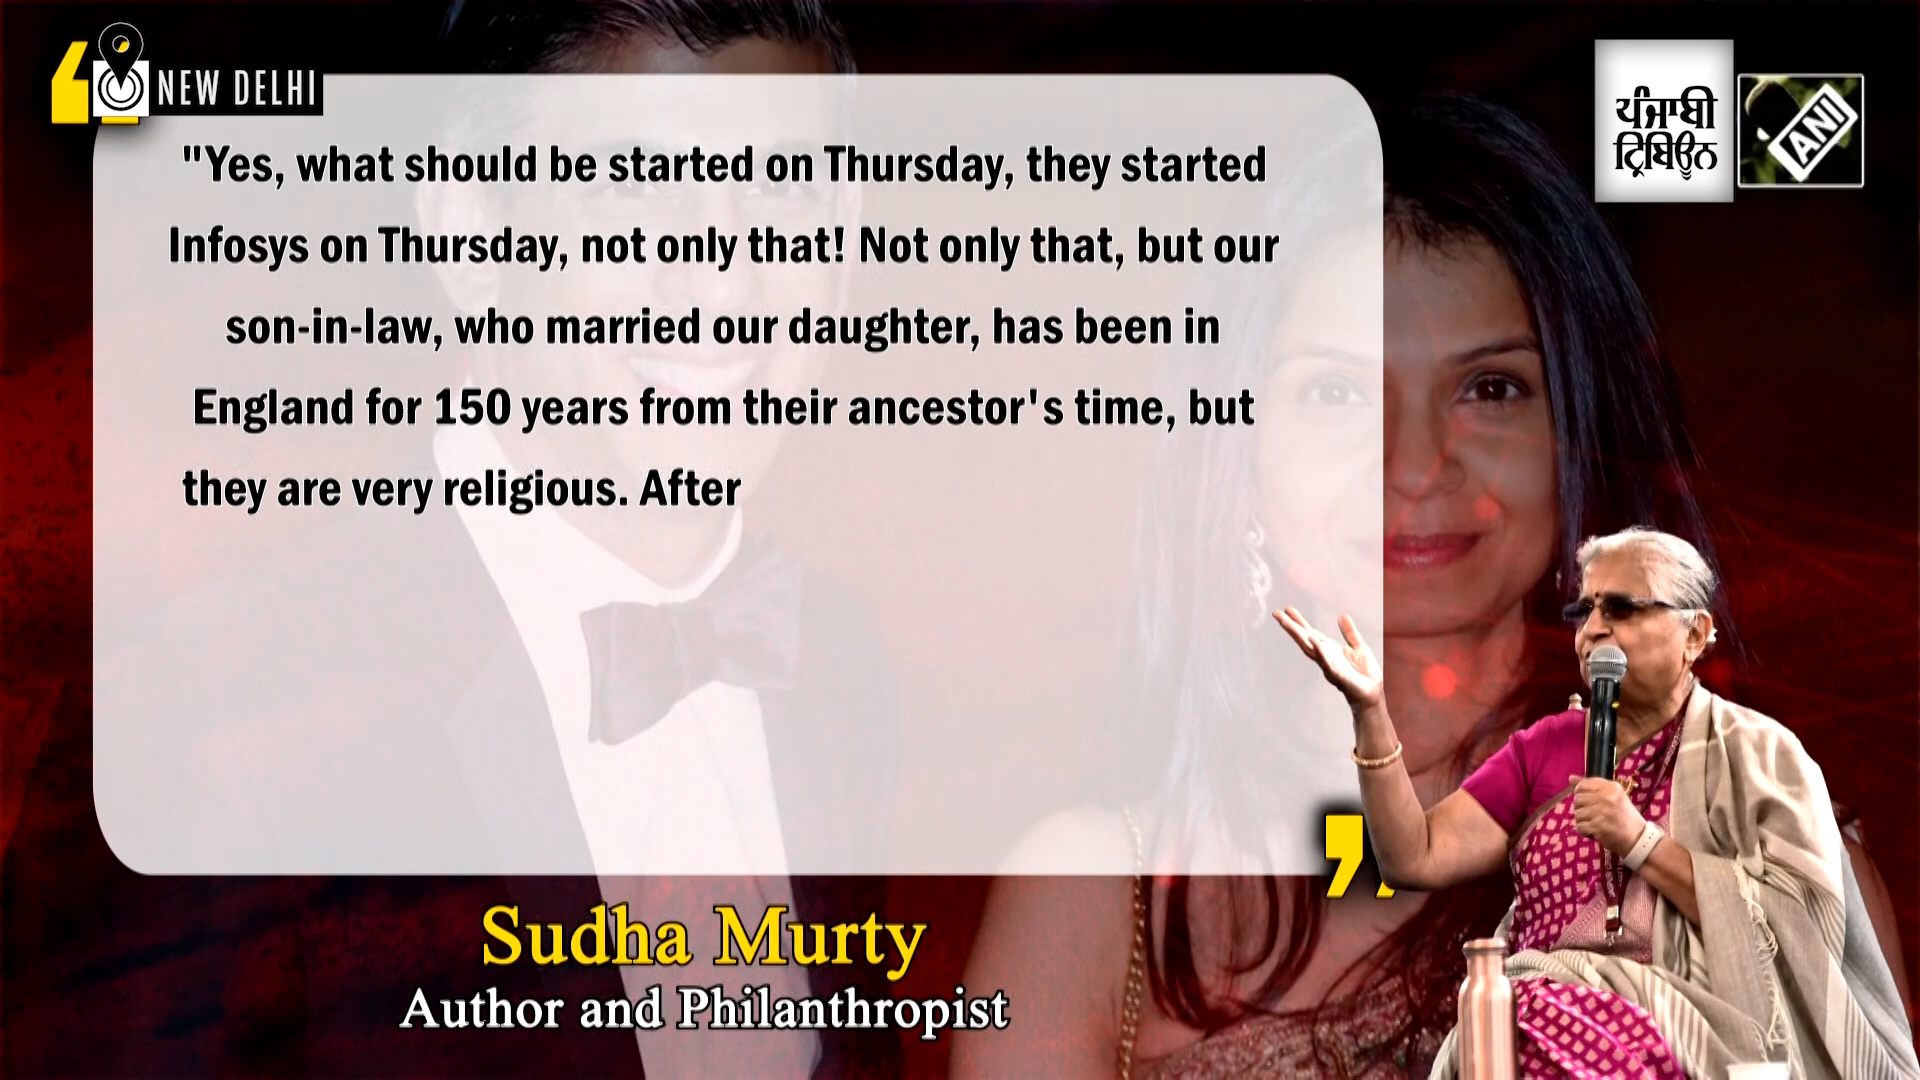 NEW DELHI
ਪੰਜਾਬੀ
ਟ੍ਰਿਬਿਊਨ
ANI
"Yes, what should be started on Thursday, they started
Infosys on Thursday, not only that! Not only that, but our
son-in-law, who married our daughter, has been in
England for 150 years from their ancestor's time, but
they are very religious. After
Sudha Murty
Author and Philanthropist